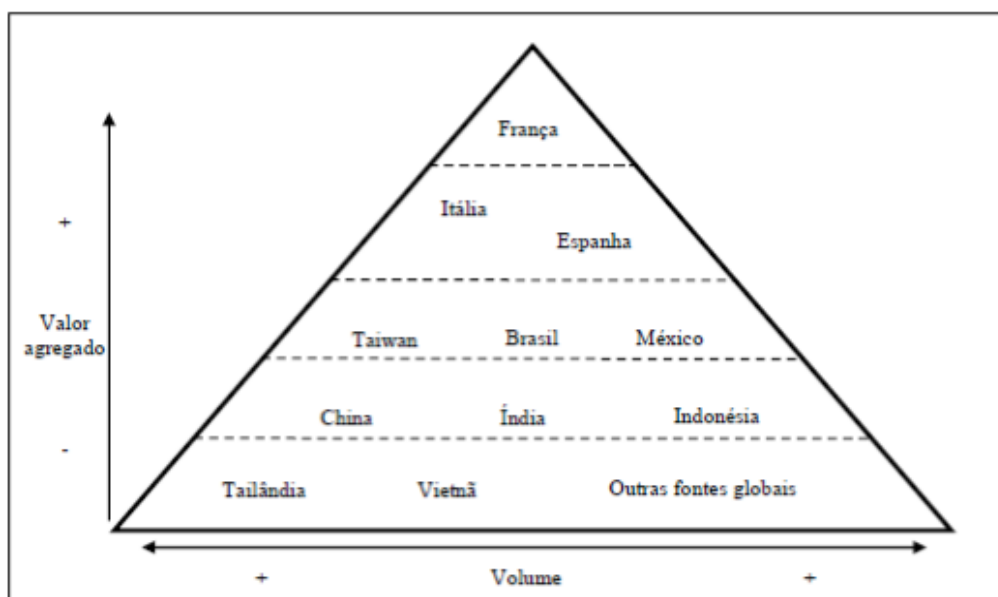 França
Itália
Espanha
+
Valor
agregado
Taiwan Brasil México
China Índia Indonésia
-
Tailândia Vietnã Outras fontes globais
+ Volume +